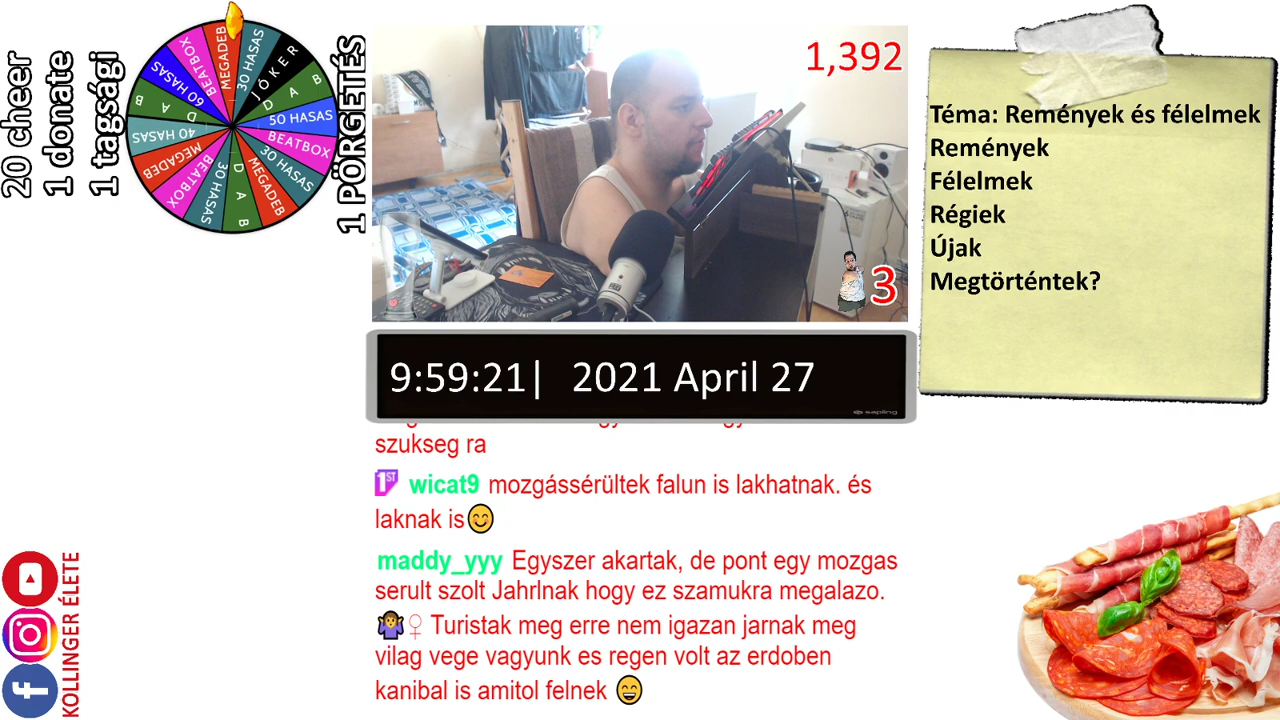 20 cheer
1 donate
1 tagsági
1 PÖRGETÉS
MEGADEB
30 HASAS
JÓKER
D A B
50 HASAS
BEATBOX
30 HASAS
MEGADEB
D A B
30 HASAS
BEATBOX
MEGADEB
40 HASAS
D A B
60 HASAS
BEATBOX
1,392
3
Téma: Remények és félelmek
Remények
Félelmek
Régiek
Újak
Megtörténtek?
9:59:21| 2021 April 27
sapling
szukseg ra
1ST wicat9 mozgássérültek falun is lakhatnak. és
laknak is😊
maddy_yyy Egyszer akartak, de pont egy mozgas
serult szolt Jahrlnak hogy ez szamukra megalazo.
🤷♀ Turistak meg erre nem igazan jarnak meg
vilag vege vagyunk es regen volt az erdoben
kanibal is amitol felnek 😄
KOLLINGER ÉLETE